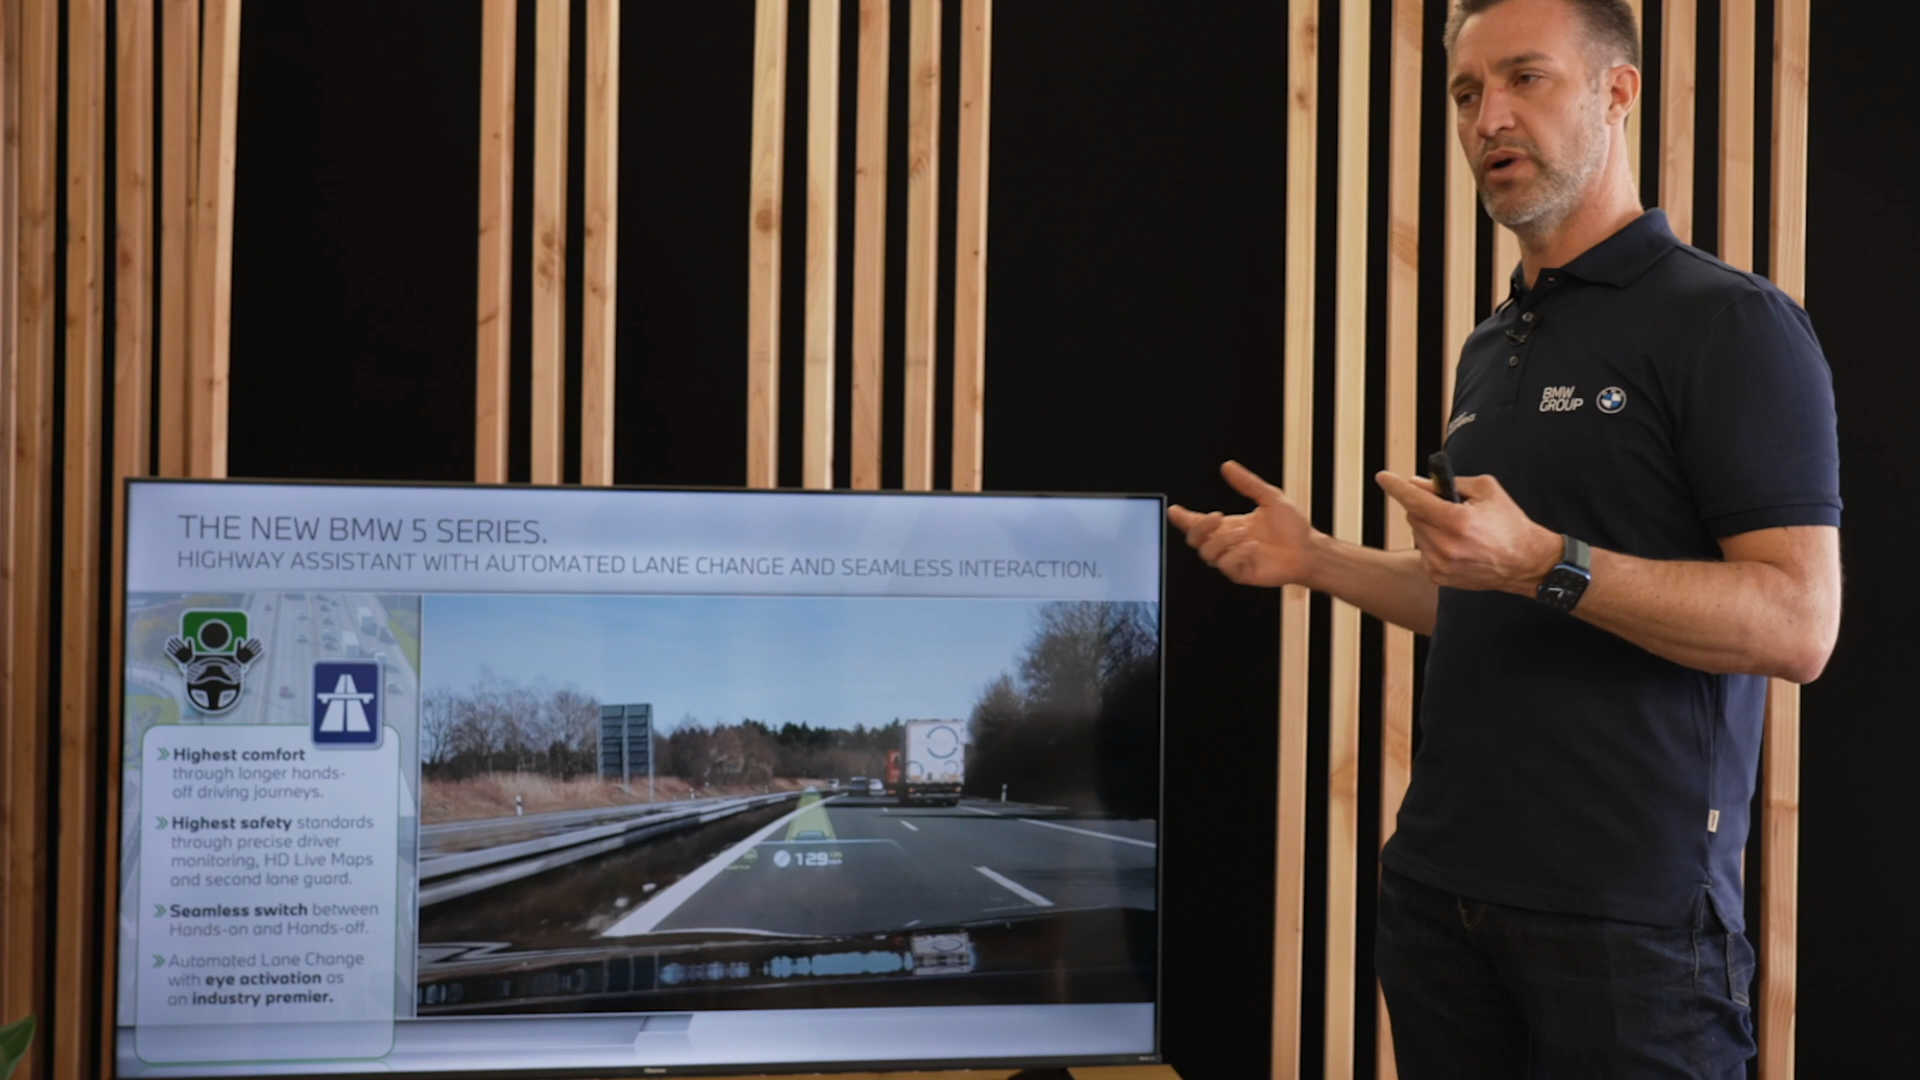 BMW
GROUP
THE NEW BMW 5 SERIES.
HIGHWAY ASSISTANT WITH AUTOMATED LANE CHANGE AND SEAMLESS INTERACTION.
» Highest comfort
through longer hands-
off driving journeys.
» Highest safety standards
through precise driver
monitoring, HD Live Maps
and second lane guard.
» Seamless switch between
Hands-on and Hands-off.
» Automated Lane Change
with eye activation as
an industry premier.
129
Hisense